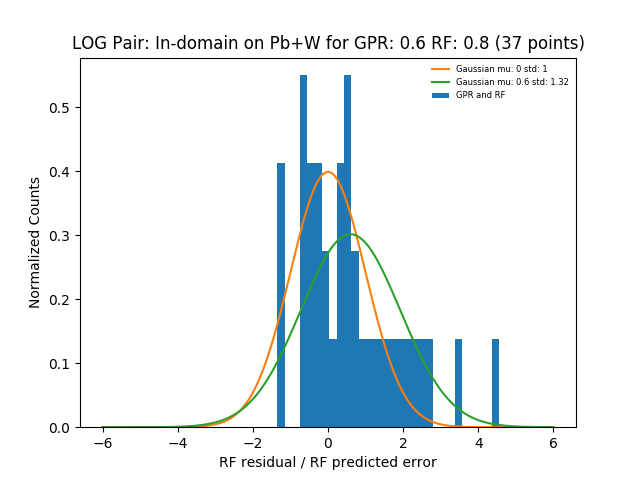 LOG Pair: In-domain on Pb+W for GPR: 0.6 RF: 0.8 (37 points)
Gaussian mu: 0 std: 1
Gaussian mu: 0.6 std: 1.32
GPR and RF
Normalized Counts
0.5
0.4
0.3
0.2
0.1
0.0
−6 −4 −2 0 2 4 6
RF residual / RF predicted error